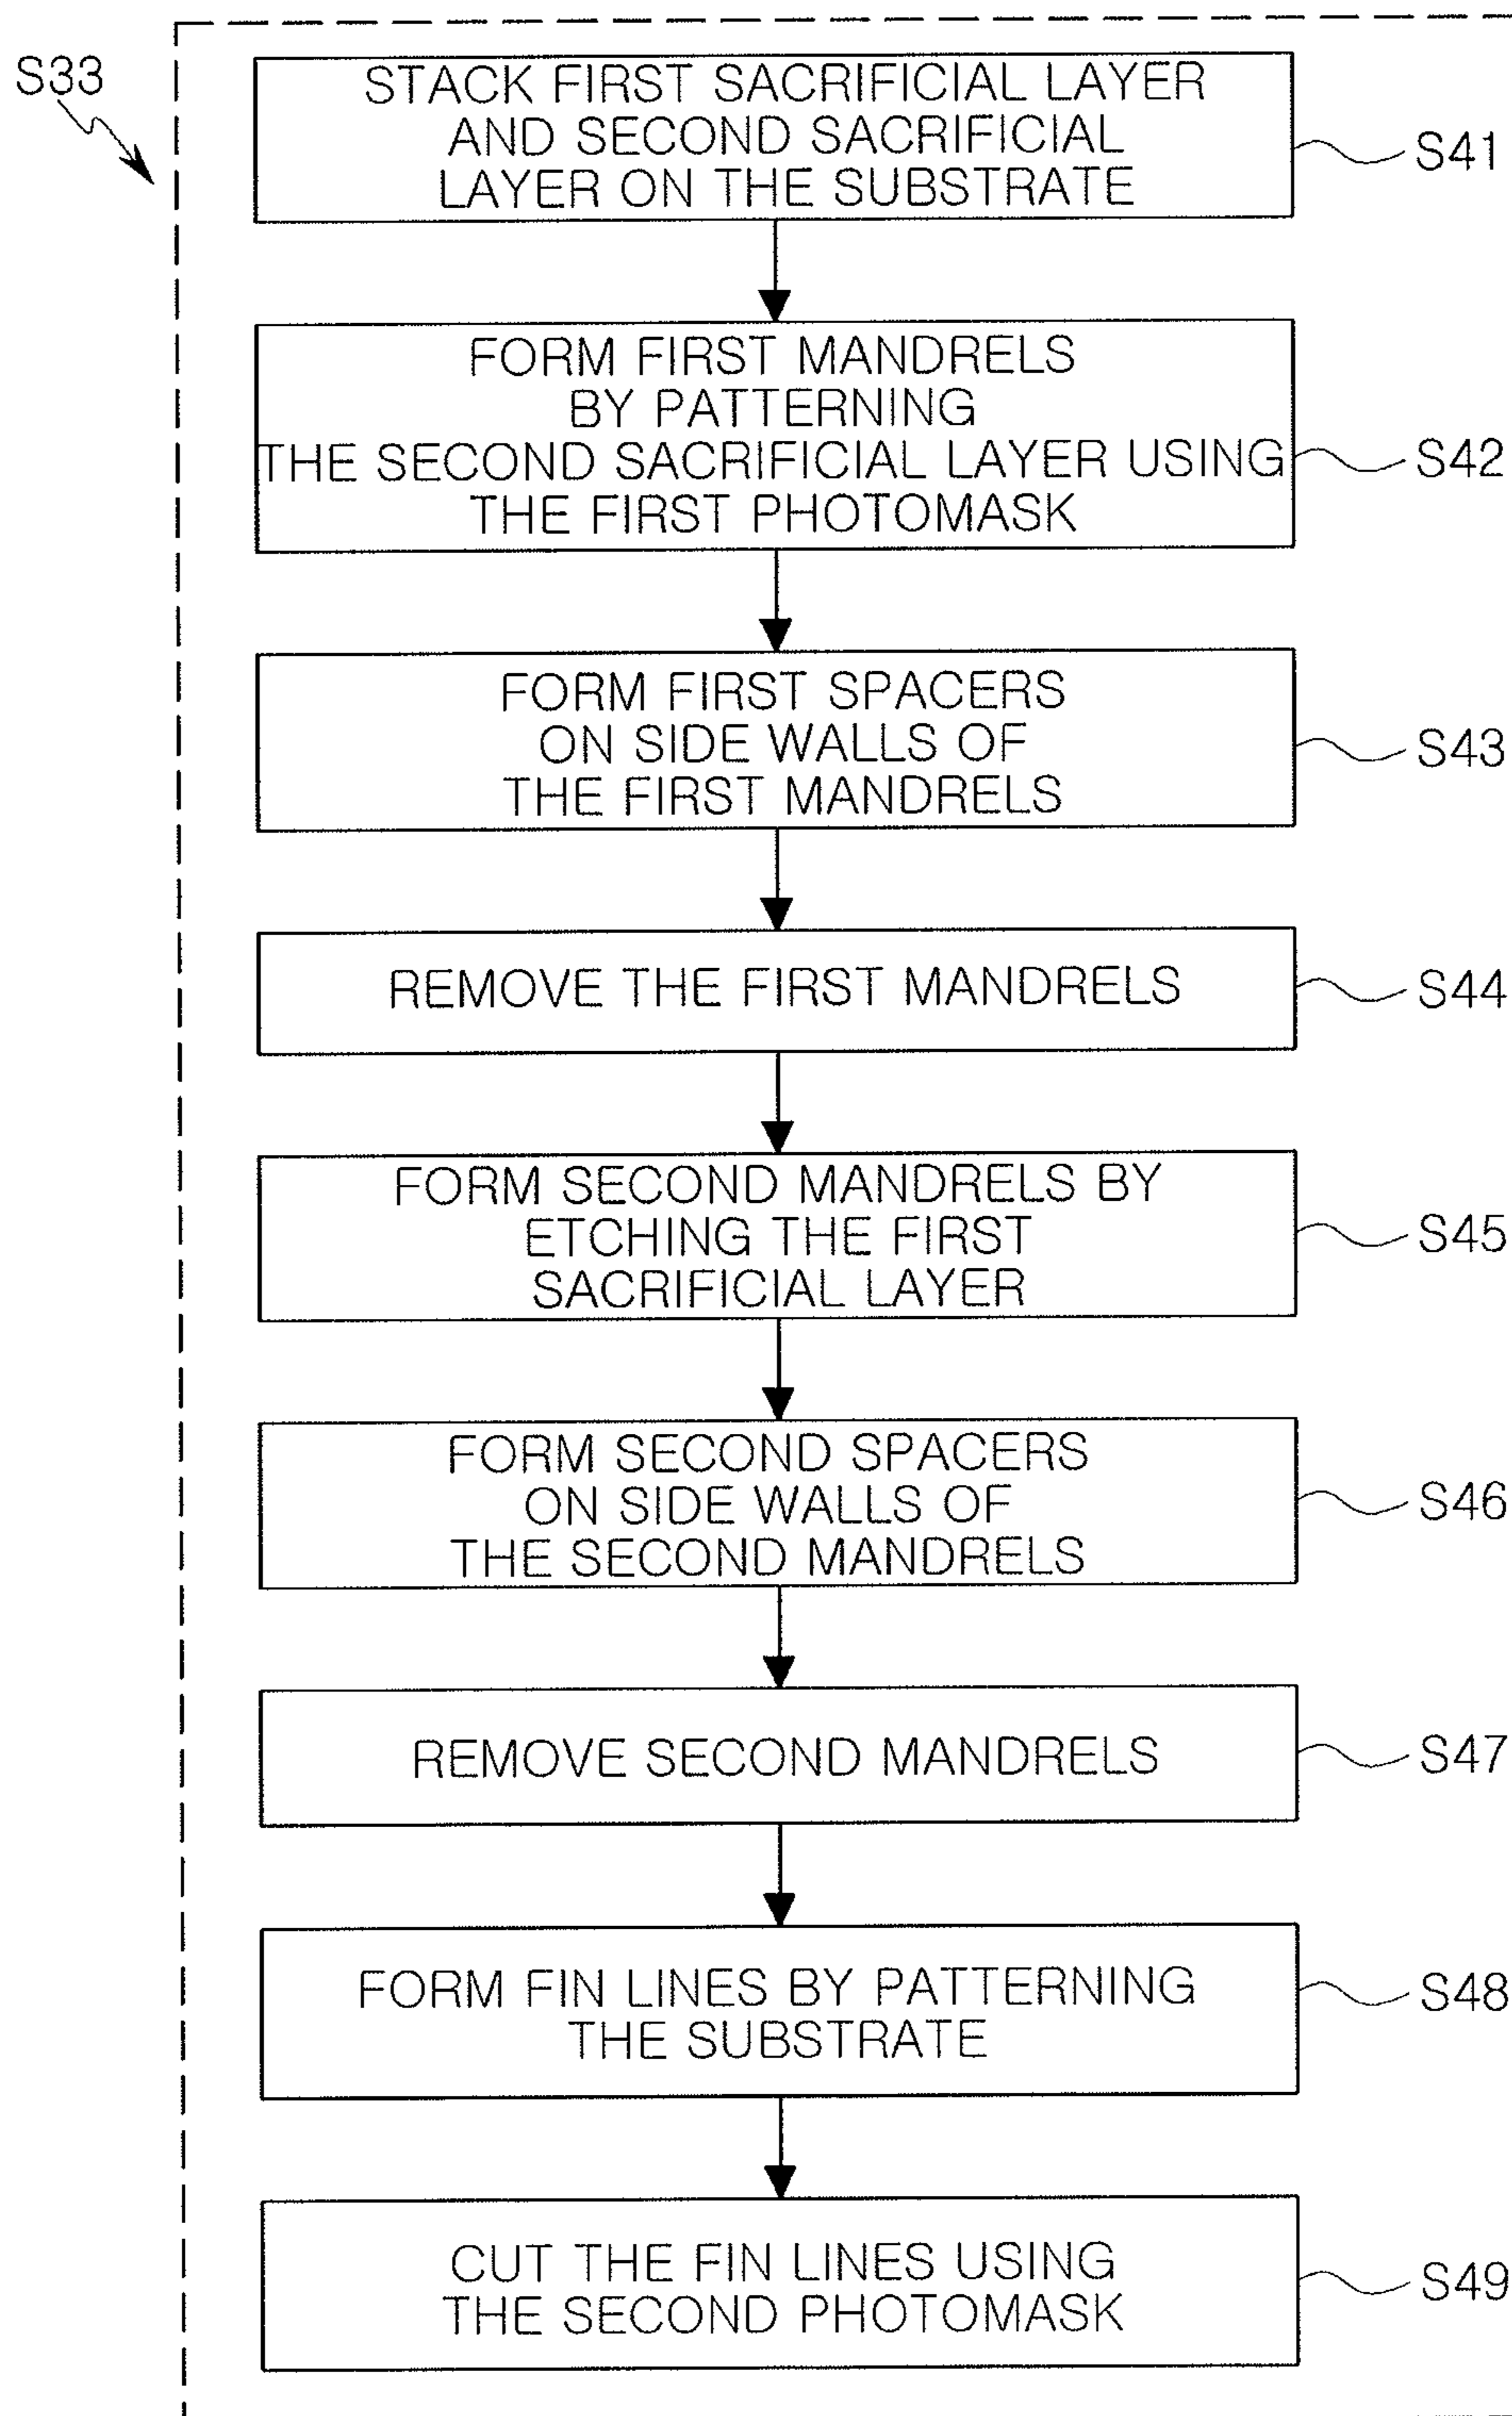 S33
STACK FIRST SACRIFICIAL LAYER
AND SECOND SACRIFICIAL
LAYER ON THE SUBSTRATE
S41
FORM FIRST MANDRELS
BY PATTERNING
THE SECOND SACRIFICIAL LAYER USING
THE FIRST PHOTOMASK
S42
FORM FIRST SPACERS
ON SIDE WALLS OF
THE FIRST MANDRELS
S43
REMOVE THE FIRST MANDRELS
S44
FORM SECOND MANDRELS BY
ETCHING THE FIRST
SACRIFICIAL LAYER
S45
FORM SECOND SPACERS
ON SIDE WALLS OF
THE SECOND MANDRELS
S46
REMOVE SECOND MANDRELS
S47
FORM FIN LINES BY PATTERNING
THE SUBSTRATE
S48
CUT THE FIN LINES USING
THE SECOND PHOTOMASK
S49